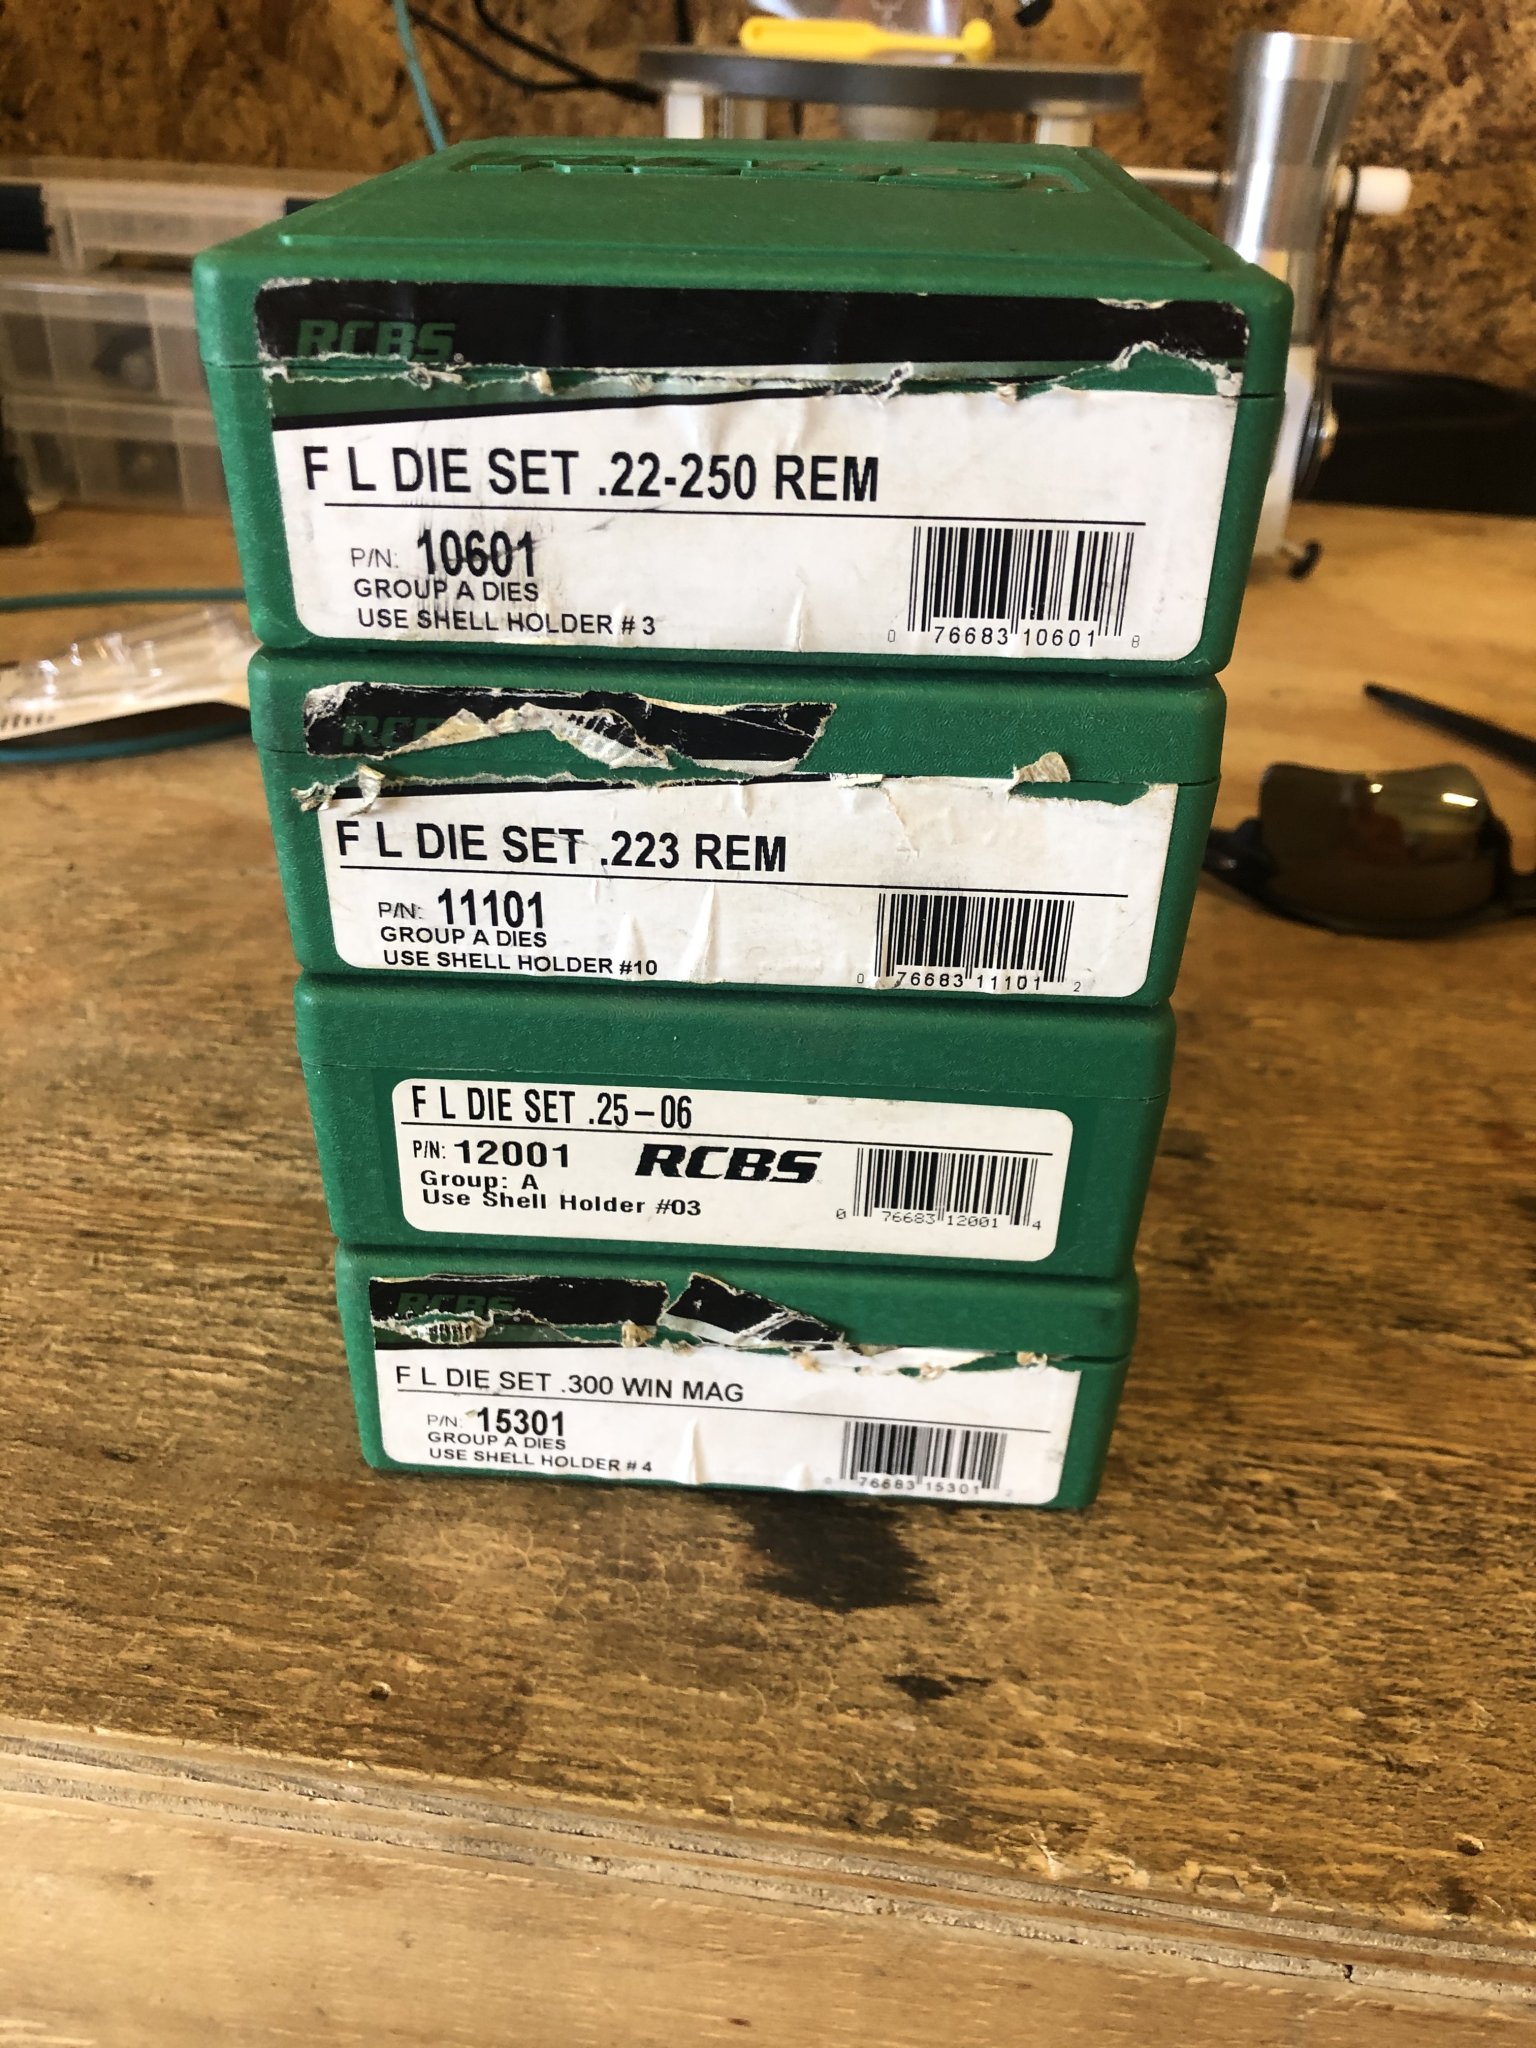 RCBS
F L DIE SET .22-250 REM
P/N: 10601
GROUP A DIES
USE SHELL HOLDER # 3
0 76683 10601 8
F L DIE SET .223 REM
P/N: 11101
GROUP A DIES
USE SHELL HOLDER #10
0 76683 11101 2
F L DIE SET .25-06
P/N: 12001
Group: A
Use Shell Holder #03
RCBS
0 76683 12001 4
RCBS
F L DIE SET .300 WIN MAG
P/N: 15301
GROUP A DIES
USE SHELL HOLDER # 4
0 76683 15301 2